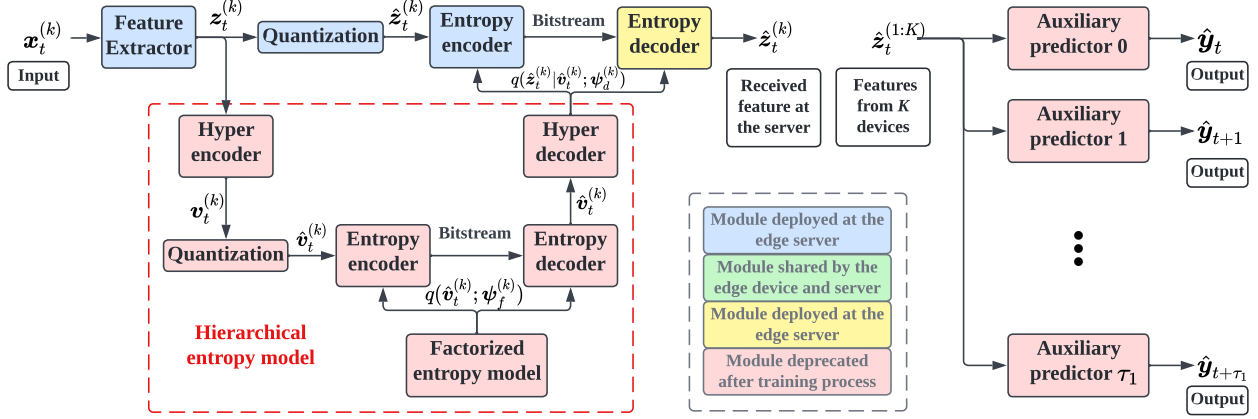 x_t^{(k)}
Input
Feature
Extractor
z_t^{(k)}
Quantization
ẑ_t^{(k)}
Entropy
encoder
Bitstream
Entropy
decoder
ẑ_t^{(k)}
Received
feature at
the server
q(ẑ_t^{(k)}|v̂_t^{(k)}; ψ_d^{(k)})
Hyper
encoder
v_t^{(k)}
Quantization
v̂_t^{(k)}
Entropy
encoder
Bitstream
Entropy
decoder
v̂_t^{(k)}
Hyper
decoder
q(v̂_t^{(k)}; ψ_f^{(k)})
Factorized
entropy model
Hierarchical
entropy model
Module deployed at the
edge server
Module shared by the
edge device and server
Module deployed at the
edge server
Module deprecated
after training process
ẑ_t^{(1:K)}
Features
from K
devices
Auxiliary
predictor 0
ŷ_t
Output
Auxiliary
predictor 1
ŷ_{t+1}
Output
Auxiliary
predictor τ_1
ŷ_{t+τ_1}
Output